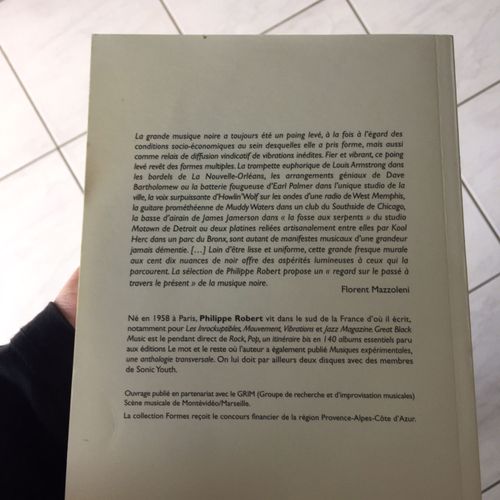 La grande musique noire a toujours été un poing levé, à la fois à l'égard des
conditions socio-économiques au sein desquelles elle a pris forme, mais aussi
comme relais de diffusion vindicatif de vibrations inédites. Fier et vibrant, ce poing
levé revêt des formes multiples. La trompette euphorique de Louis Armstrong dans
les bordels de La Nouvelle-Orléans, les arrangements géniaux de Dave
Bartholomew ou la batterie fougueuse d'Earl Palmer dans l'unique studio de la
ville, la voix surpuissante d'Howlin'Wolf sur les ondes d'une radio de West Memphis,
la guitare prométhéenne de Muddy Waters dans un club du Southside de Chicago,
la basse d'airain de James Jamerson dans « la fosse aux serpents » du studio
Motown de Detroit ou deux platines reliées artisanalement entre elles par Kool
Herc dans un parc du Bronx, sont autant de manifestes musicaux d'une grandeur
jamais démentie. [...] Loin d'être lisse et uniforme, cette grande fresque murale
aux cent dix nuances de noir offre des aspérités lumineuses à ceux qui la
parcourent. La sélection de Philippe Robert propose un « regard sur le passé à
travers le présent » de la musique noire.
Florent Mazzoleni
Né en 1958 à Paris, Philippe Robert vit dans le sud de la France d'où il écrit,
notamment pour Les Inrockuptibles, Mouvement, Vibrations et Jazz Magazine. Great Black
Music est le pendant direct de Rock, Pop, un itinéraire bis en 140 albums essentiels paru
aux éditions Le mot et le reste où l'auteur a également publié Musiques expérimentales,
une anthologie transversale. On lui doit par ailleurs deux disques avec des membres
de Sonic Youth.
Ouvrage publié en partenariat avec le GRIM (Groupe de recherche et d'improvisation musicales)
Scène musicale de Montévidéo/Marseille.
La collection Formes reçoit le concours financier de la région Provence-Alpes-Côte d'Azur.